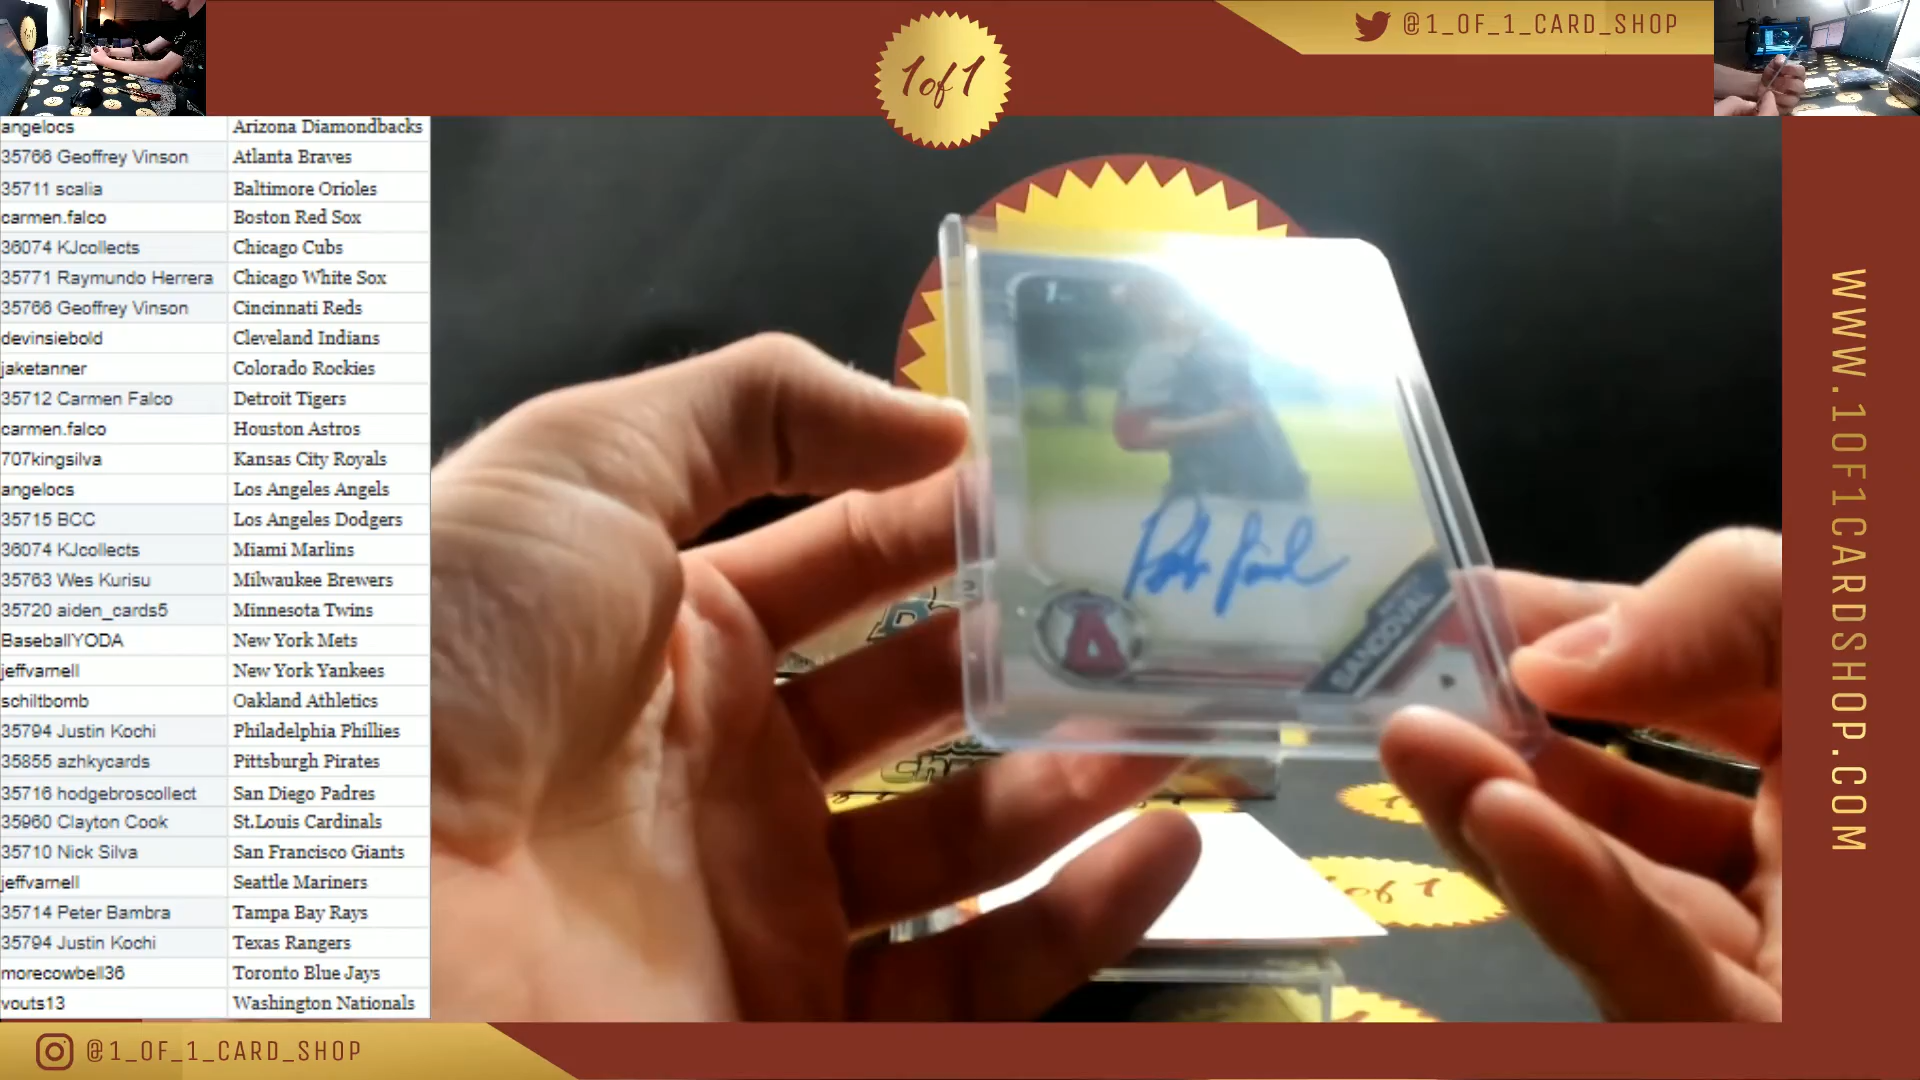 1of1
@1_OF_1_CARD_SHOP
angelocs Arizona Diamondbacks
35766 Geoffrey Vinson Atlanta Braves
35711 scalia Baltimore Orioles
carmen.falco Boston Red Sox
36074 KJcollects Chicago Cubs
35771 Raymundo Herrera Chicago White Sox
35766 Geoffrey Vinson Cincinnati Reds
devinsiebold Cleveland Indians
jaketanner Colorado Rockies
35712 Carmen Falco Detroit Tigers
carmen.falco Houston Astros
707kingsilva Kansas City Royals
angelocs Los Angeles Angels
35715 BCC Los Angeles Dodgers
36074 KJcollects Miami Marlins
35763 Wes Kurisu Milwaukee Brewers
35720 aiden_cards5 Minnesota Twins
BaseballYODA New York Mets
jeffvarnell New York Yankees
schiltbomb Oakland Athletics
35794 Justin Kochi Philadelphia Phillies
35855 azhkycards Pittsburgh Pirates
35716 hodgebroscollect San Diego Padres
35960 Clayton Cook St.Louis Cardinals
35710 Nick Silva San Francisco Giants
jeffvarnell Seattle Mariners
35714 Peter Bambra Tampa Bay Rays
35794 Justin Kochi Texas Rangers
morecowbell36 Toronto Blue Jays
vouts13 Washington Nationals
SANDOVAL
A
of 1
WWW.1OF1CARDSHOP.COM
@1_OF_1_CARD_SHOP